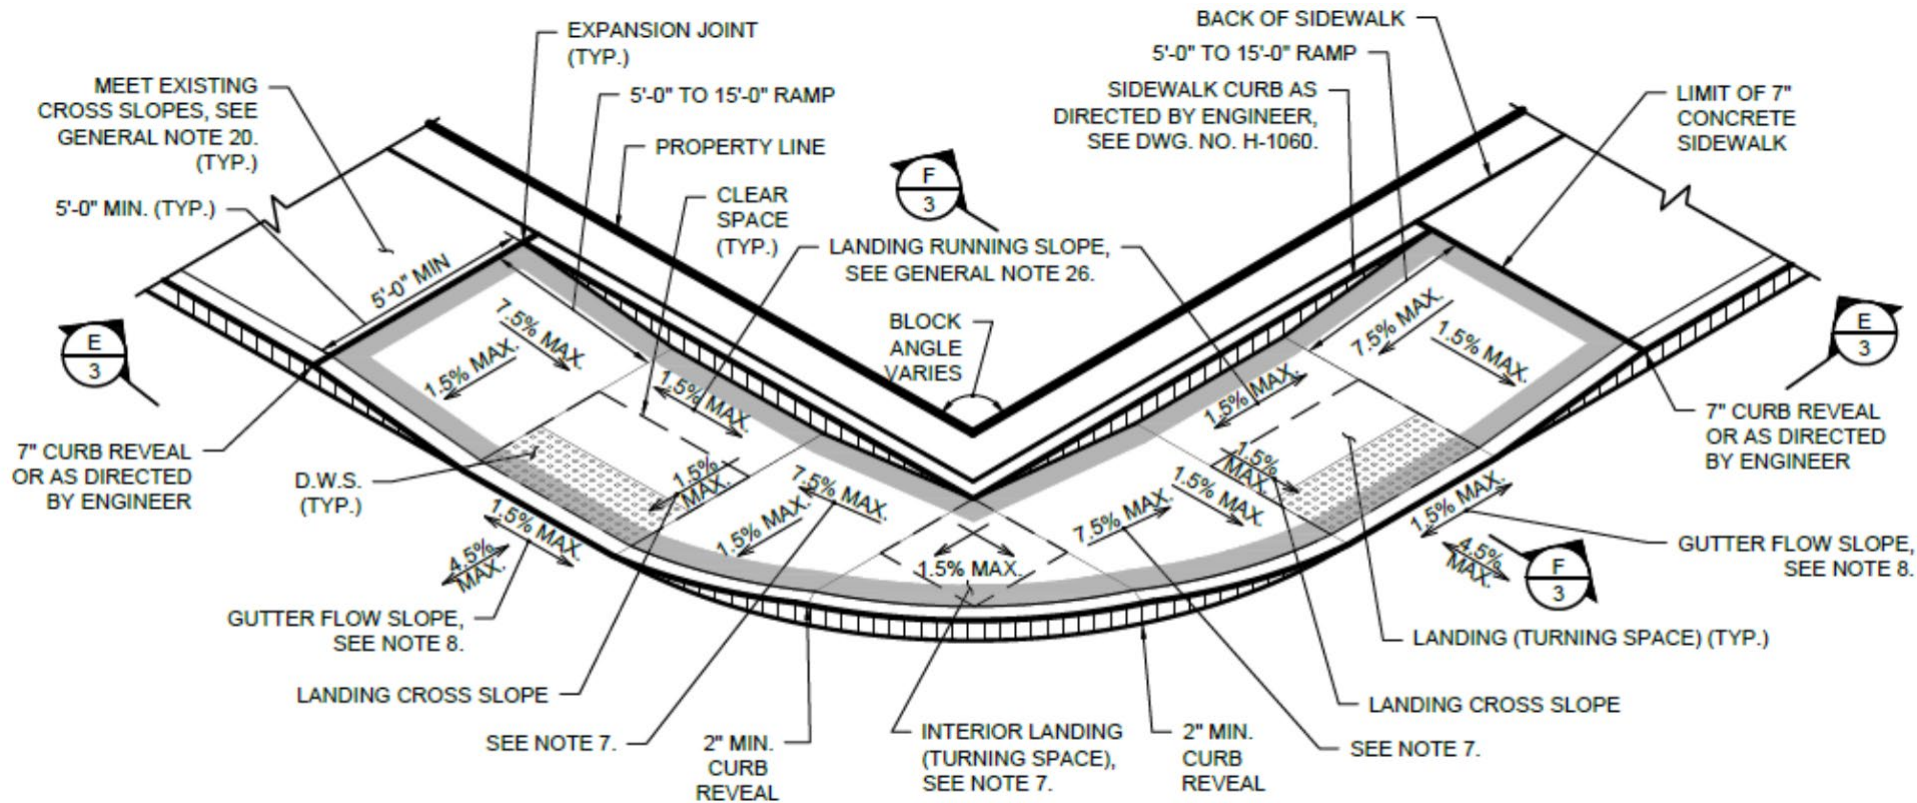 EXPANSION JOINT
(TYP.)
BACK OF SIDEWALK
5'-0" TO 15'-0" RAMP
MEET EXISTING
CROSS SLOPES, SEE
GENERAL NOTE 20.
(TYP.)
5'-0" TO 15'-0" RAMP
SIDEWALK CURB AS
DIRECTED BY ENGINEER,
SEE DWG. NO. H-1060.
LIMIT OF 7"
CONCRETE
SIDEWALK
PROPERTY LINE
F
3
CLEAR
SPACE
(TYP.)
5'-0" MIN. (TYP.)
LANDING RUNNING SLOPE,
SEE GENERAL NOTE 26.
5'-0" MIN
E
3
7.5% MAX.
1.5% MAX.
1.5% MAX.
BLOCK
ANGLE
VARIES
7.5% MAX.
1.5% MAX.
1.5% MAX.
E
3
7" CURB REVEAL
OR AS DIRECTED
BY ENGINEER
7" CURB REVEAL
OR AS DIRECTED
BY ENGINEER
D.W.S.
(TYP.)
1.5%
MAX.
7.5% MAX.
1.5% MAX.
1.5%
MAX.
1.5% MAX.
7.5% MAX.
1.5% MAX.
1.5% MAX.
4.5%
MAX.
1.5% MAX.
4.5%
MAX.
F
3
GUTTER FLOW SLOPE,
SEE NOTE 8.
GUTTER FLOW SLOPE,
SEE NOTE 8.
LANDING (TURNING SPACE) (TYP.)
LANDING CROSS SLOPE
LANDING CROSS SLOPE
SEE NOTE 7.
2" MIN.
CURB
REVEAL
INTERIOR LANDING
(TURNING SPACE),
SEE NOTE 7.
2" MIN.
CURB
REVEAL
SEE NOTE 7.